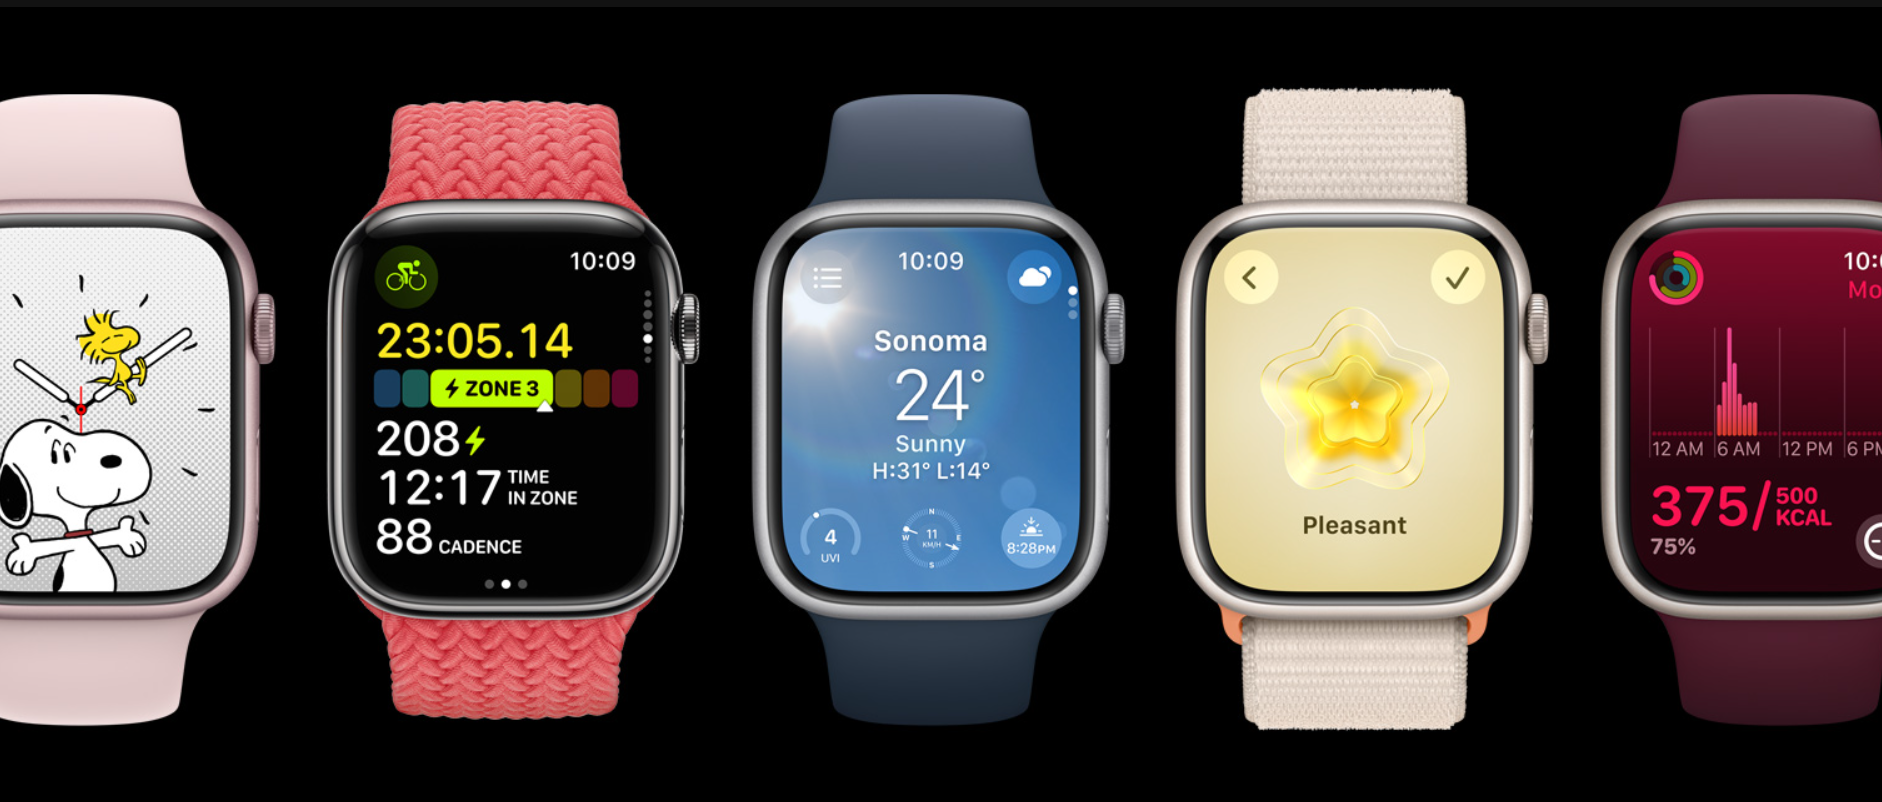 10:09
23:05.14
ZONE 3
208
12:17 TIME
IN ZONE
88 CADENCE
10:09
Sonoma
24°
Sunny
H:31° L:14°
4
UVI
N
W
E
S
11
KM/H
8:28PM
Pleasant
12 AM
6 AM
12 PM
375/500
KCAL
75%